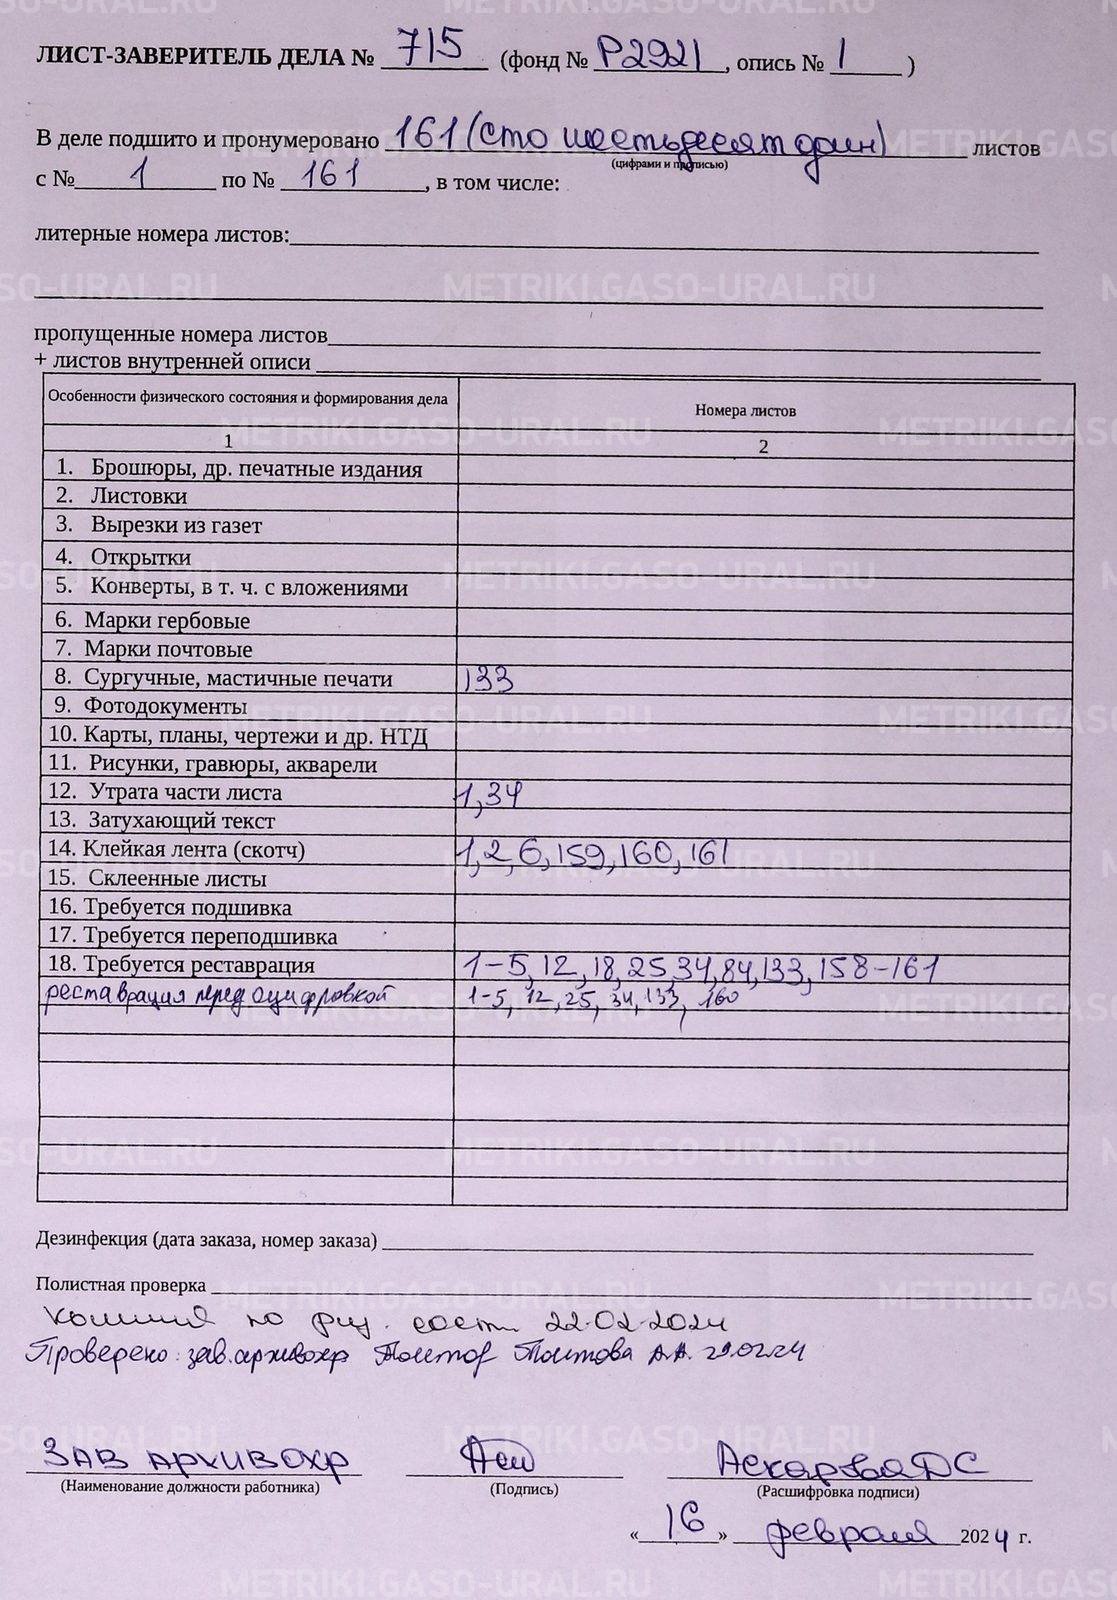 ЛИСТ-ЗАВЕРИТЕЛЬ ДЕЛА № 715 (фонд № Р2921, опись № 1 )
В деле подшито и пронумеровано 161 (сто шестьдесят один) листов
(цифрами и прописью)
с № 1 по № 161, в том числе:
литерные номера листов:
пропущенные номера листов
+ листов внутренней описи
Особенности физического состояния и формирования дела Номера листов
1 2
1. Брошюры, др. печатные издания
2. Листовки
3. Вырезки из газет
4. Открытки
5. Конверты, в т. ч. с вложениями
6. Марки гербовые
7. Марки почтовые
8. Сургучные, мастичные печати 133
9. Фотодокументы
10. Карты, планы, чертежи и др. НТД
11. Рисунки, гравюры, акварели
12. Утрата части листа 1, 34
13. Затухающий текст
14. Клейкая лента (скотч) 1, 2, 6, 159, 160, 161
15. Склеенные листы
16. Требуется подшивка
17. Требуется переподшивка
18. Требуется реставрация 1-5, 12, 18, 25, 34, 84, 133, 158-161
реставрация перед оцифровкой 1-5, 12, 25, 34, 133, 160
Дезинфекция (дата заказа, номер заказа)
Полистная проверка
по физ. сост. 22.02.2024
Проверено: зав. архивохр А.А. 29.02.24
Зав архивохр Аскарова ДС
(Наименование должности работника) (Подпись) (Расшифровка подписи)
« 16 » февраля 2024 г.
METRIKI.GASO-URAL.RU